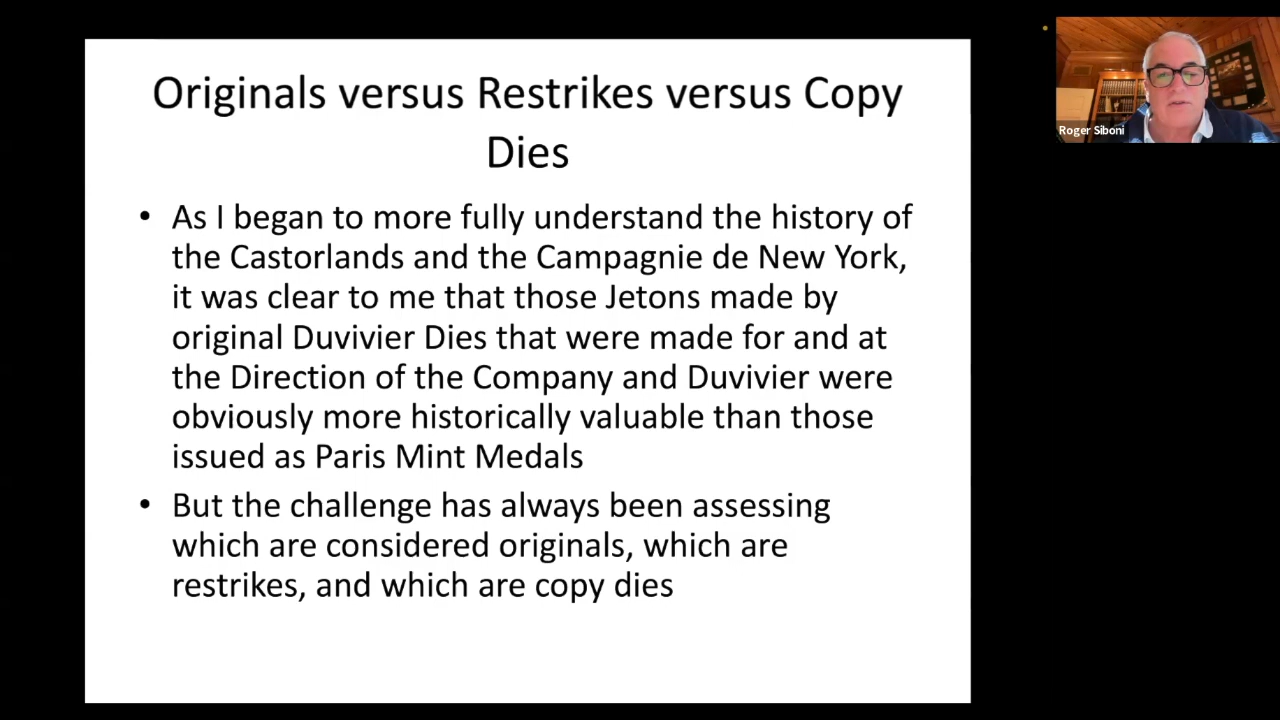 Originals versus Restrikes versus Copy
Dies
• As I began to more fully understand the history of
the Castorlands and the Campagnie de New York,
it was clear to me that those Jetons made by
original Duvivier Dies that were made for and at
the Direction of the Company and Duvivier were
obviously more historically valuable than those
issued as Paris Mint Medals
• But the challenge has always been assessing
which are considered originals, which are
restrikes, and which are copy dies
Roger Siboni